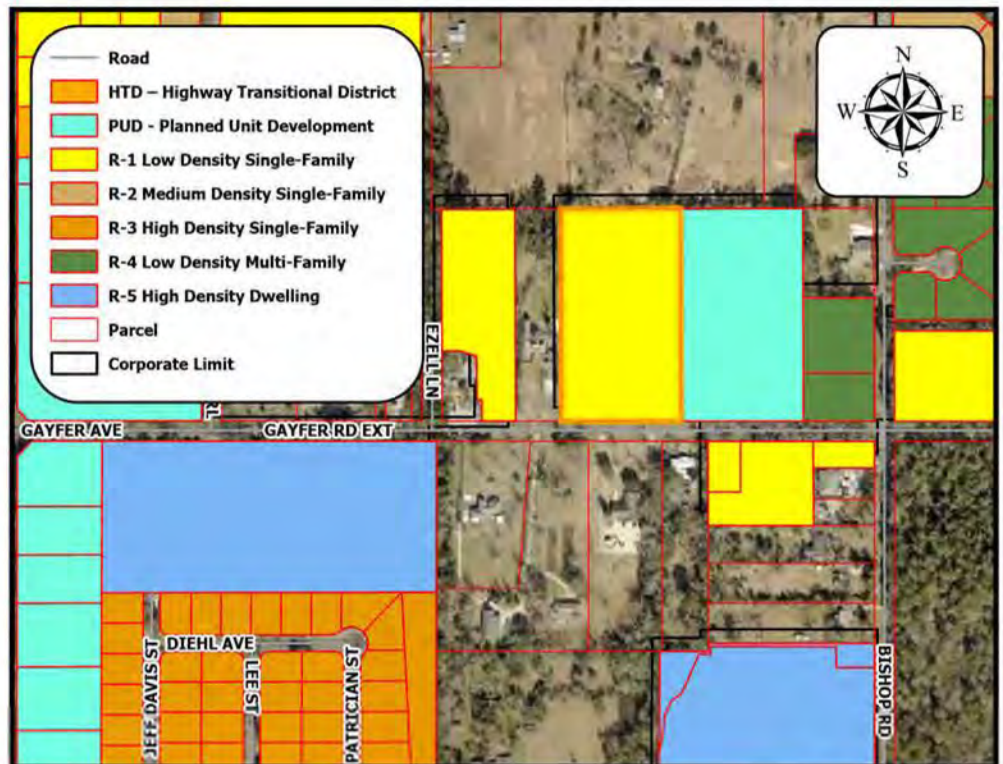 Road
HTD – Highway Transitional District
PUD - Planned Unit Development
R-1 Low Density Single-Family
R-2 Medium Density Single-Family
R-3 High Density Single-Family
R-4 Low Density Multi-Family
R-5 High Density Dwelling
Parcel
Corporate Limit
N
W E
S
EZELL LN
RL
GAYFER AVE
GAYFER RD EXT
DIEHL AVE
JEFF DAVIS ST
LEE ST
PATRICIAN ST
BISHOP RD